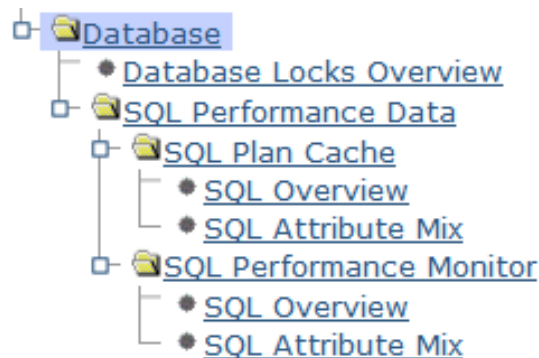 Database
Database Locks Overview
SQL Performance Data
SQL Plan Cache
SQL Overview
SQL Attribute Mix
SQL Performance Monitor
SQL Overview
SQL Attribute Mix